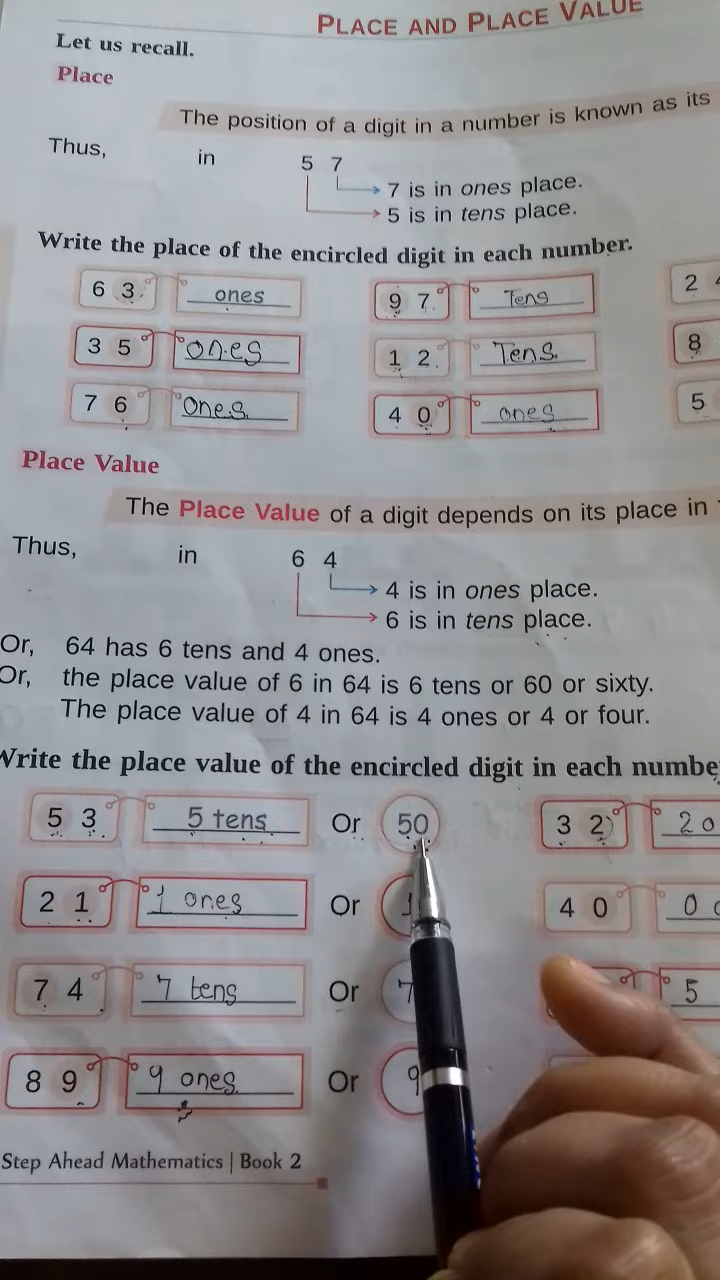 PLACE AND PLACE VALUE
Let us recall.
Place
The position of a digit in a number is known as its
Thus, in 5 7
7 is in ones place.
5 is in tens place.
Write the place of the encircled digit in each number.
6 3 ones 9 7 Tens 2
3 5 ones 1 2 Tens 8
7 6 Ones 4 0 ones 5
Place Value
The Place Value of a digit depends on its place in
Thus, in 6 4
4 is in ones place.
6 is in tens place.
Or, 64 has 6 tens and 4 ones.
Or, the place value of 6 in 64 is 6 tens or 60 or sixty.
The place value of 4 in 64 is 4 ones or 4 or four.
Write the place value of the encircled digit in each numbe
5 3 5 tens Or 50 3 2 2 o
2 1 1 ones Or 1 4 0 0
7 4 7 tens Or 7 5
8 9 9 ones Or 9
Step Ahead Mathematics | Book 2